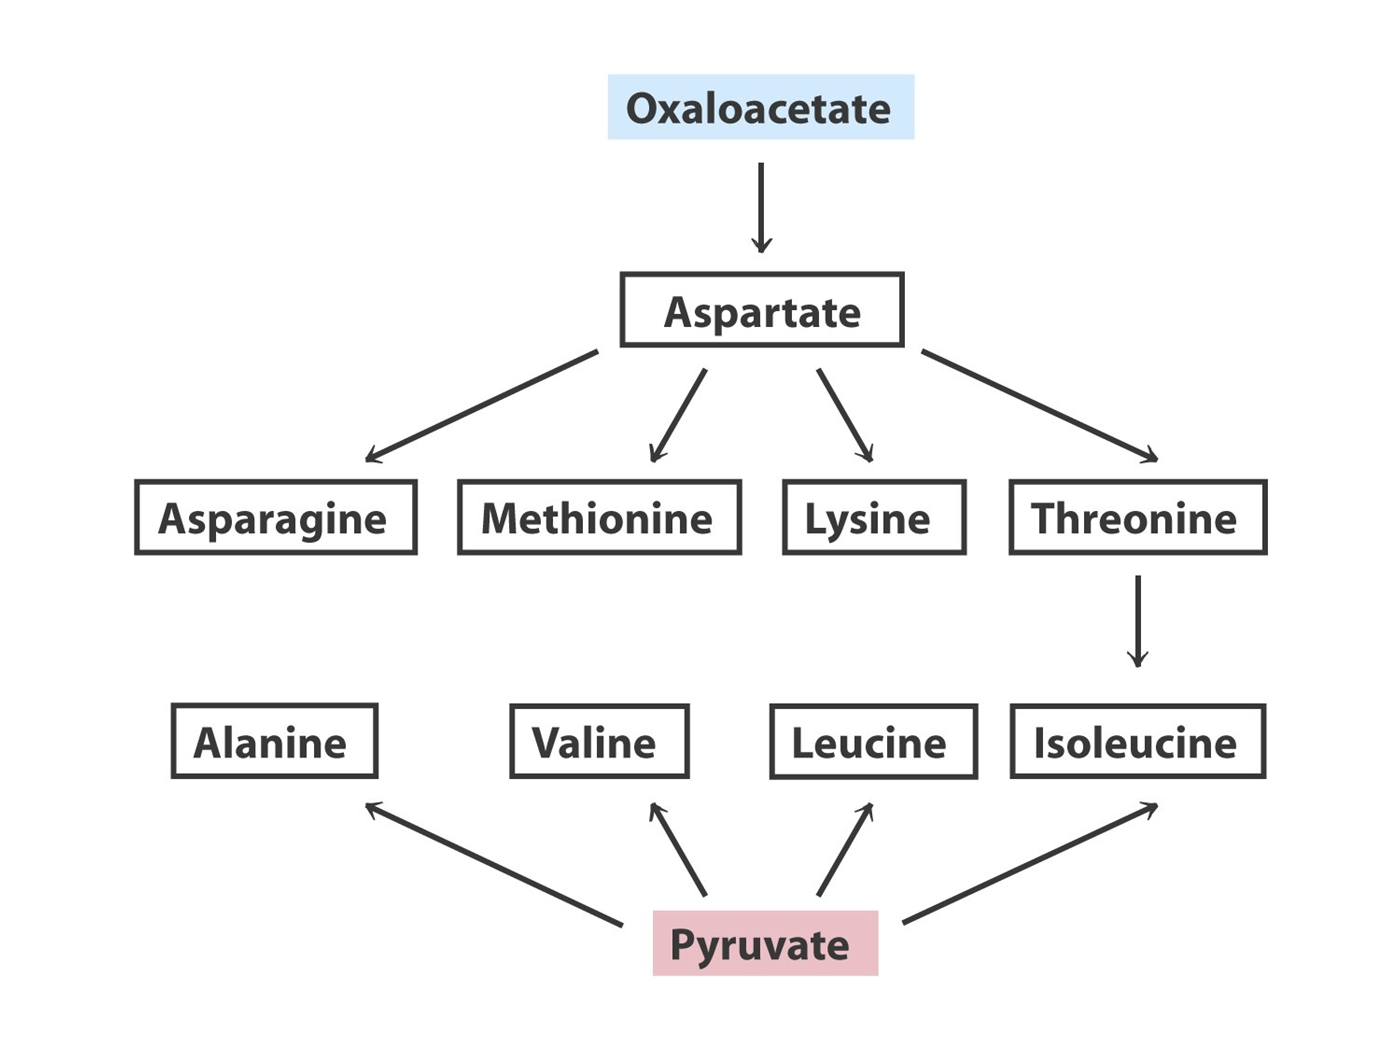 Oxaloacetate
Aspartate
Asparagine
Methionine
Lysine
Threonine
Alanine
Valine
Leucine
Isoleucine
Pyruvate